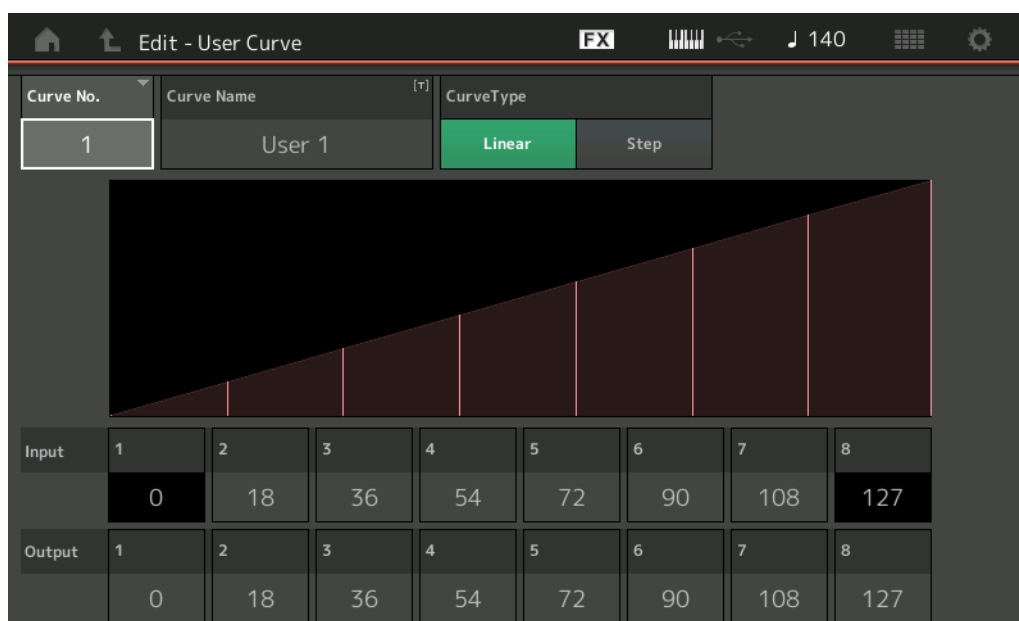 Edit - User Curve FX ♩ 140
Curve No. Curve Name [T] CurveType
1 User 1 Linear Step
Input 1 2 3 4 5 6 7 8
0 18 36 54 72 90 108 127
Output 1 2 3 4 5 6 7 8
0 18 36 54 72 90 108 127